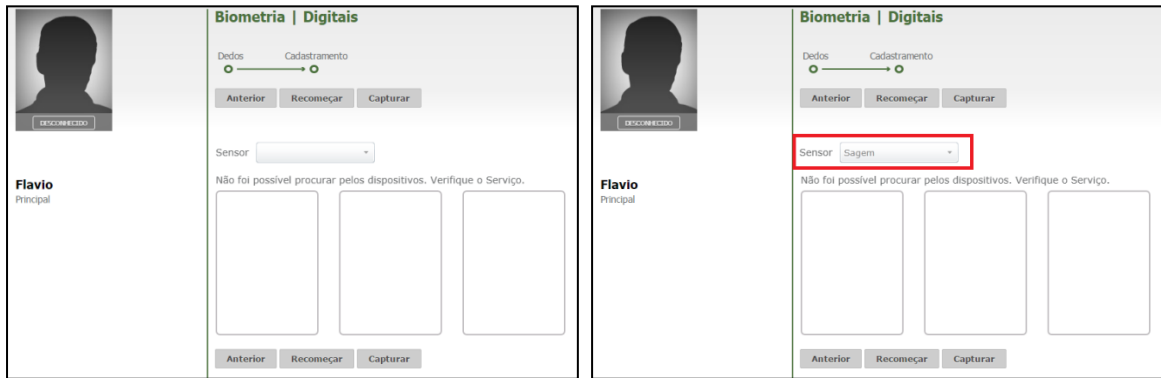 Biometria | Digitais
Dedos Cadastramento
Anterior Recomeçar Capturar
DESCONHECIDO
Sensor
Flavio
Principal
Não foi possível procurar pelos dispositivos. Verifique o Serviço.
Anterior Recomeçar Capturar
Biometria | Digitais
Dedos Cadastramento
Anterior Recomeçar Capturar
DESCONHECIDO
Sensor Sagem
Flavio
Principal
Não foi possível procurar pelos dispositivos. Verifique o Serviço.
Anterior Recomeçar Capturar